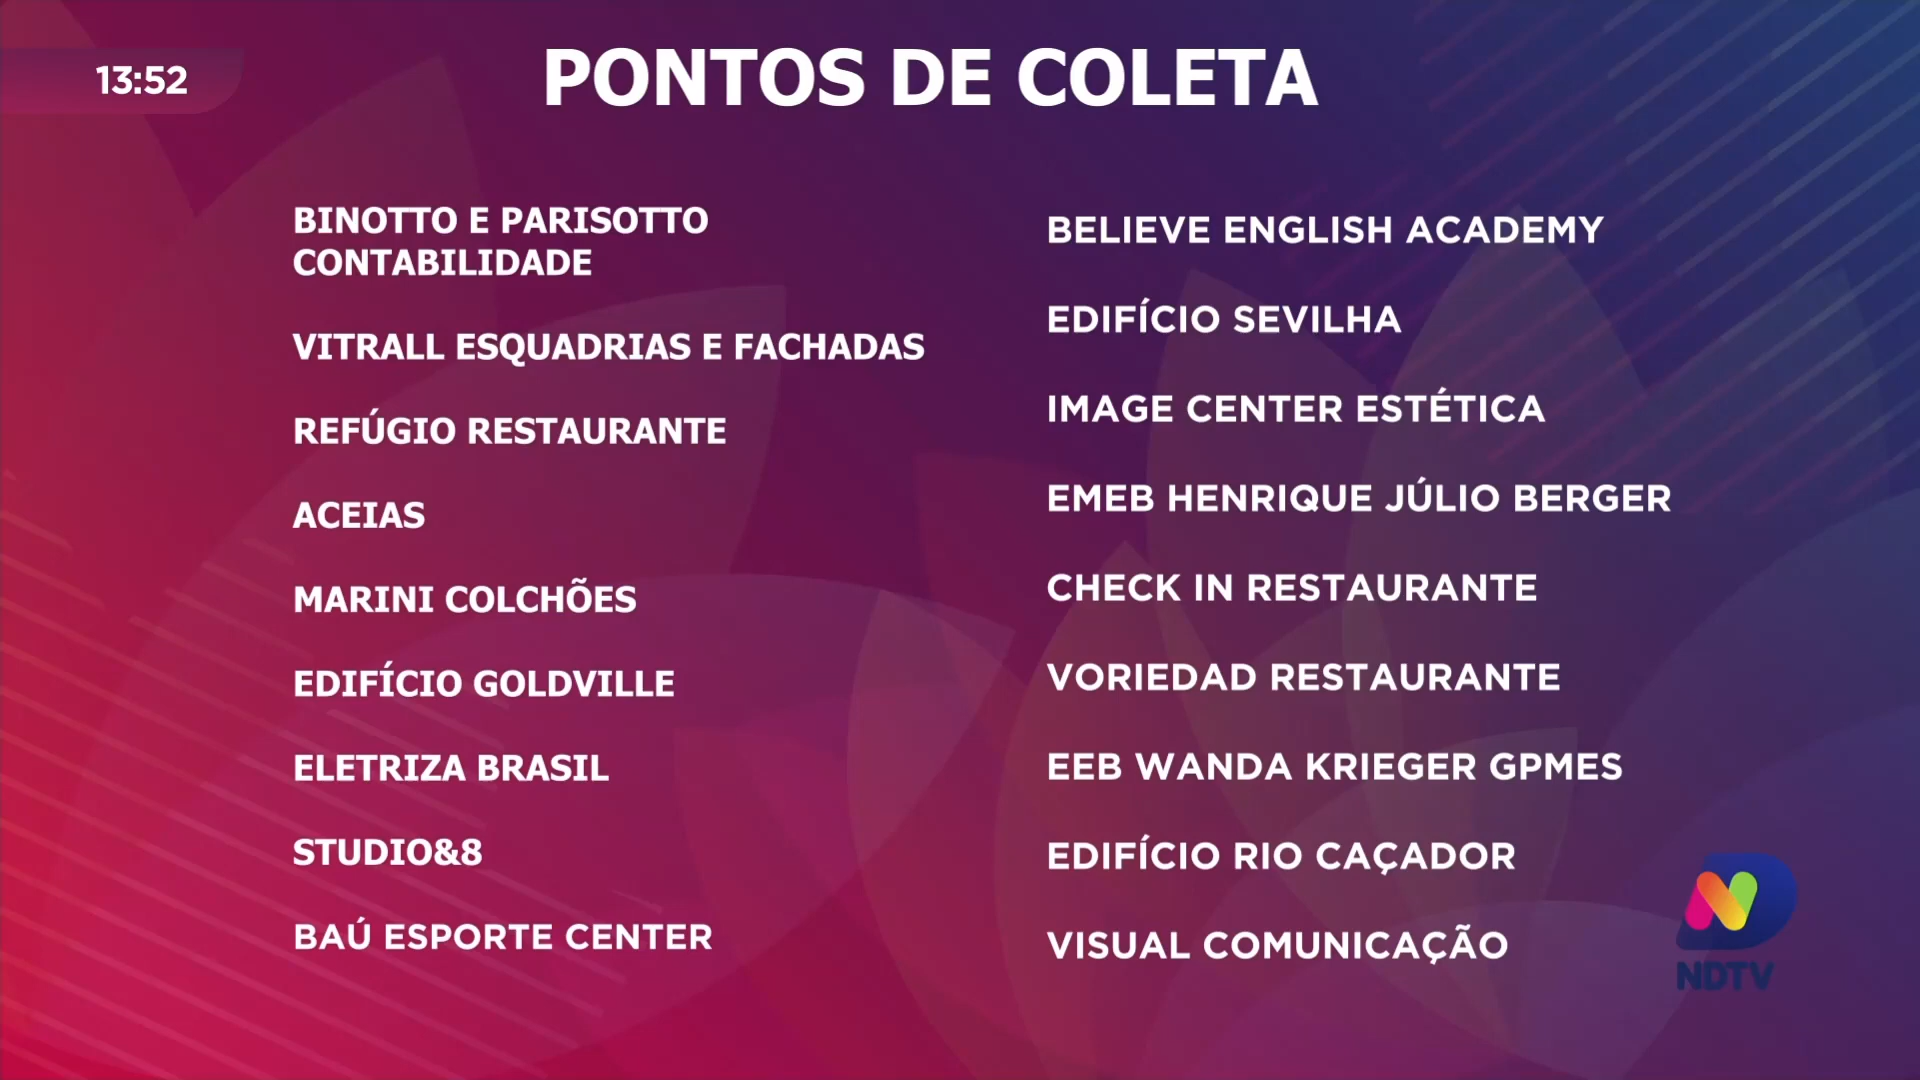 13:52
PONTOS DE COLETA
BINOTTO E PARISOTTO
CONTABILIDADE
VITRALL ESQUADRIAS E FACHADAS
REFÚGIO RESTAURANTE
ACEIAS
MARINI COLCHÕES
EDIFÍCIO GOLDVILLE
ELETRIZA BRASIL
STUDIO&8
BAÚ ESPORTE CENTER
BELIEVE ENGLISH ACADEMY
EDIFÍCIO SEVILHA
IMAGE CENTER ESTÉTICA
EMEB HENRIQUE JÚLIO BERGER
CHECK IN RESTAURANTE
VORIEDAD RESTAURANTE
EEB WANDA KRIEGER GPMES
EDIFÍCIO RIO CAÇADOR
VISUAL COMUNICAÇÃO
NDTV